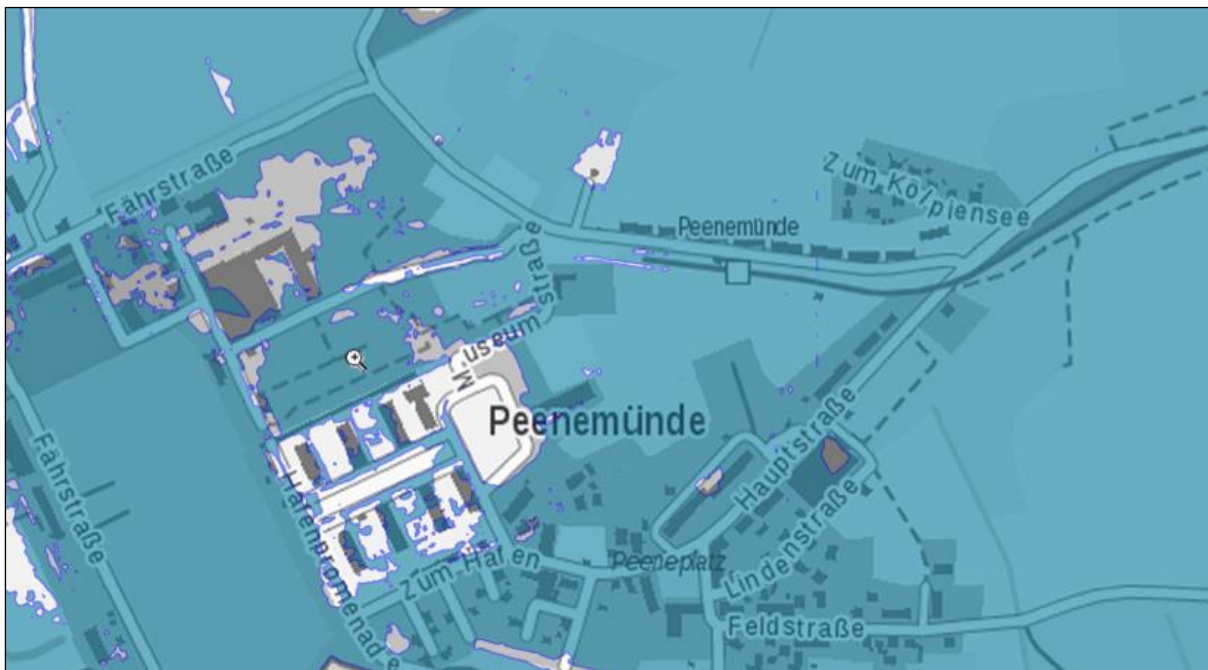 Fährstraße
Zum Kölpiensee
Peenemünde
Museumstraße
Peenemünde
Fährstraße
Hauptstraße
Hafenpromenade
Zum Hafen
Peeneplatz
Lindenstraße
Feldstraße